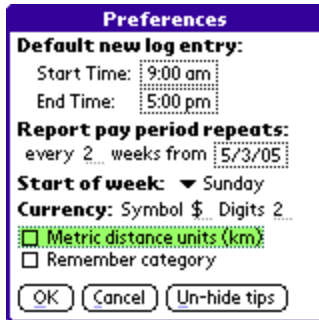 Preferences
Default new log entry:
Start Time: 9:00 am
End Time: 5:00 pm
Report pay period repeats:
every 2 weeks from 5/3/05
Start of week: Sunday
Currency: Symbol $ Digits 2
Metric distance units (km)
Remember category
OK Cancel Un-hide tips